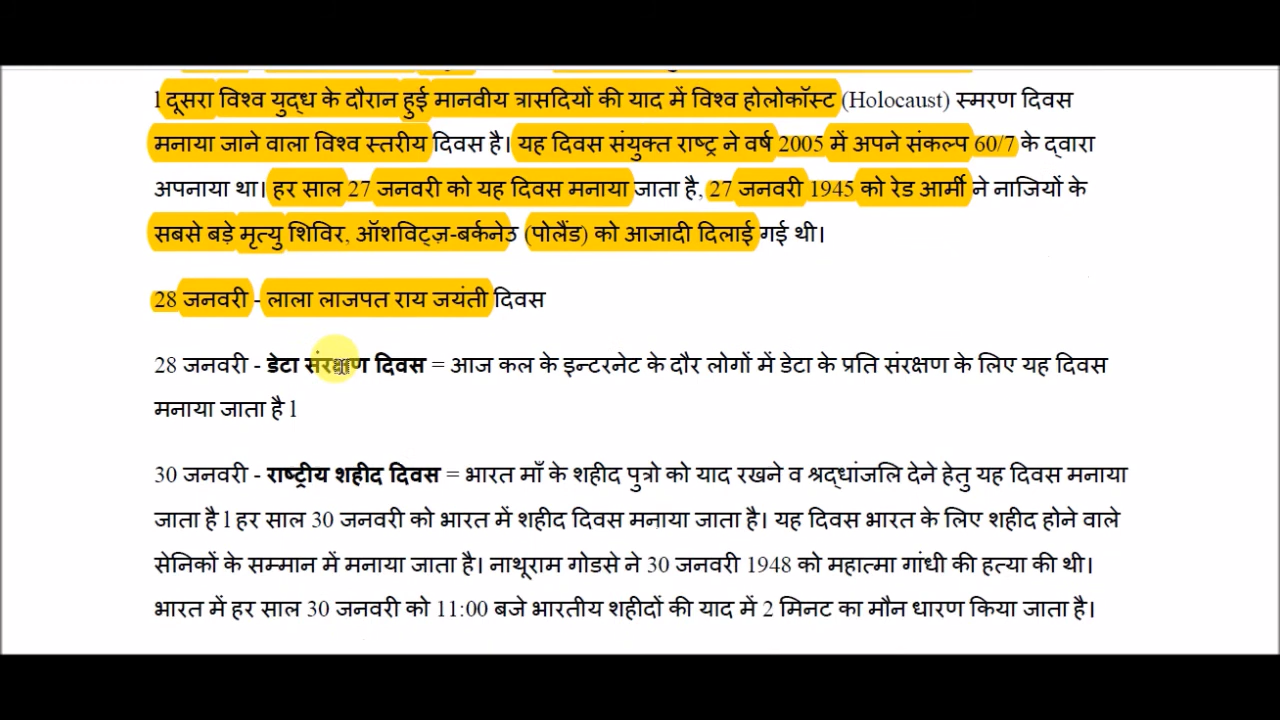 l दूसरा विश्व युद्ध के दौरान हुई मानवीय त्रासदियों की याद में विश्व होलोकॉस्ट (Holocaust) स्मरण दिवस
मनाया जाने वाला विश्व स्तरीय दिवस है। यह दिवस संयुक्त राष्ट्र ने वर्ष 2005 में अपने संकल्प 60/7 के द्वारा
अपनाया था। हर साल 27 जनवरी को यह दिवस मनाया जाता है, 27 जनवरी 1945 को रेड आर्मी ने नाजियों के
सबसे बड़े मृत्यु शिविर, ऑशविट्ज़-बर्कनेउ (पोलैंड) को आजादी दिलाई गई थी।
28 जनवरी - लाला लाजपत राय जयंती दिवस
28 जनवरी - डेटा संरक्षण दिवस = आज कल के इन्टरनेट के दौर लोगों में डेटा के प्रति संरक्षण के लिए यह दिवस
मनाया जाता है l
30 जनवरी - राष्ट्रीय शहीद दिवस = भारत माँ के शहीद पुत्रो को याद रखने व श्रद्धांजलि देने हेतु यह दिवस मनाया
जाता है l हर साल 30 जनवरी को भारत में शहीद दिवस मनाया जाता है। यह दिवस भारत के लिए शहीद होने वाले
सेनिकों के सम्मान में मनाया जाता है। नाथूराम गोडसे ने 30 जनवरी 1948 को महात्मा गांधी की हत्या की थी।
भारत में हर साल 30 जनवरी को 11:00 बजे भारतीय शहीदों की याद में 2 मिनट का मौन धारण किया जाता है।